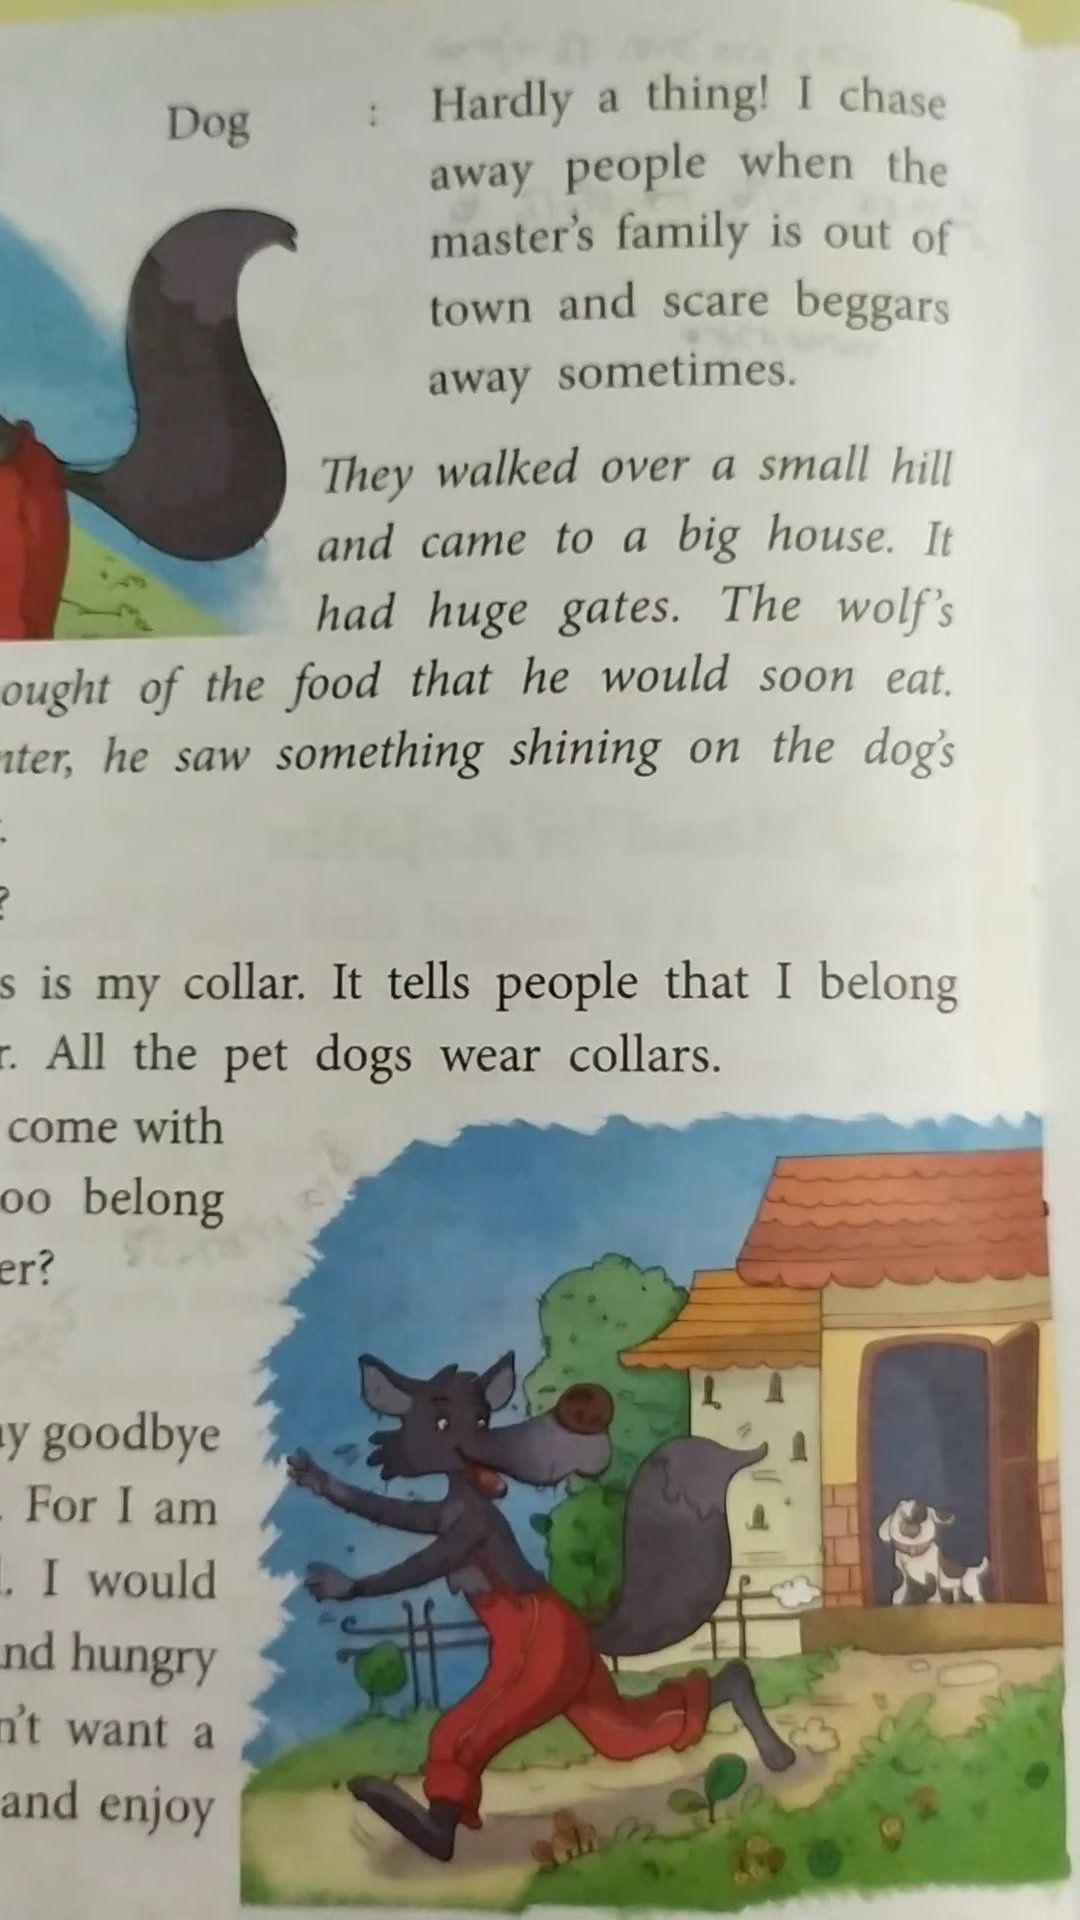 Dog : Hardly a thing! I chase
away people when the
master's family is out of
town and scare beggars
away sometimes.
They walked over a small hill
and came to a big house. It
had huge gates. The wolf's
ought of the food that he would soon eat.
nter, he saw something shining on the dog's
.
?
s is my collar. It tells people that I belong
r. All the pet dogs wear collars.
come with
oo belong
er?
ay goodbye
. For I am
. I would
nd hungry
n't want a
and enjoy